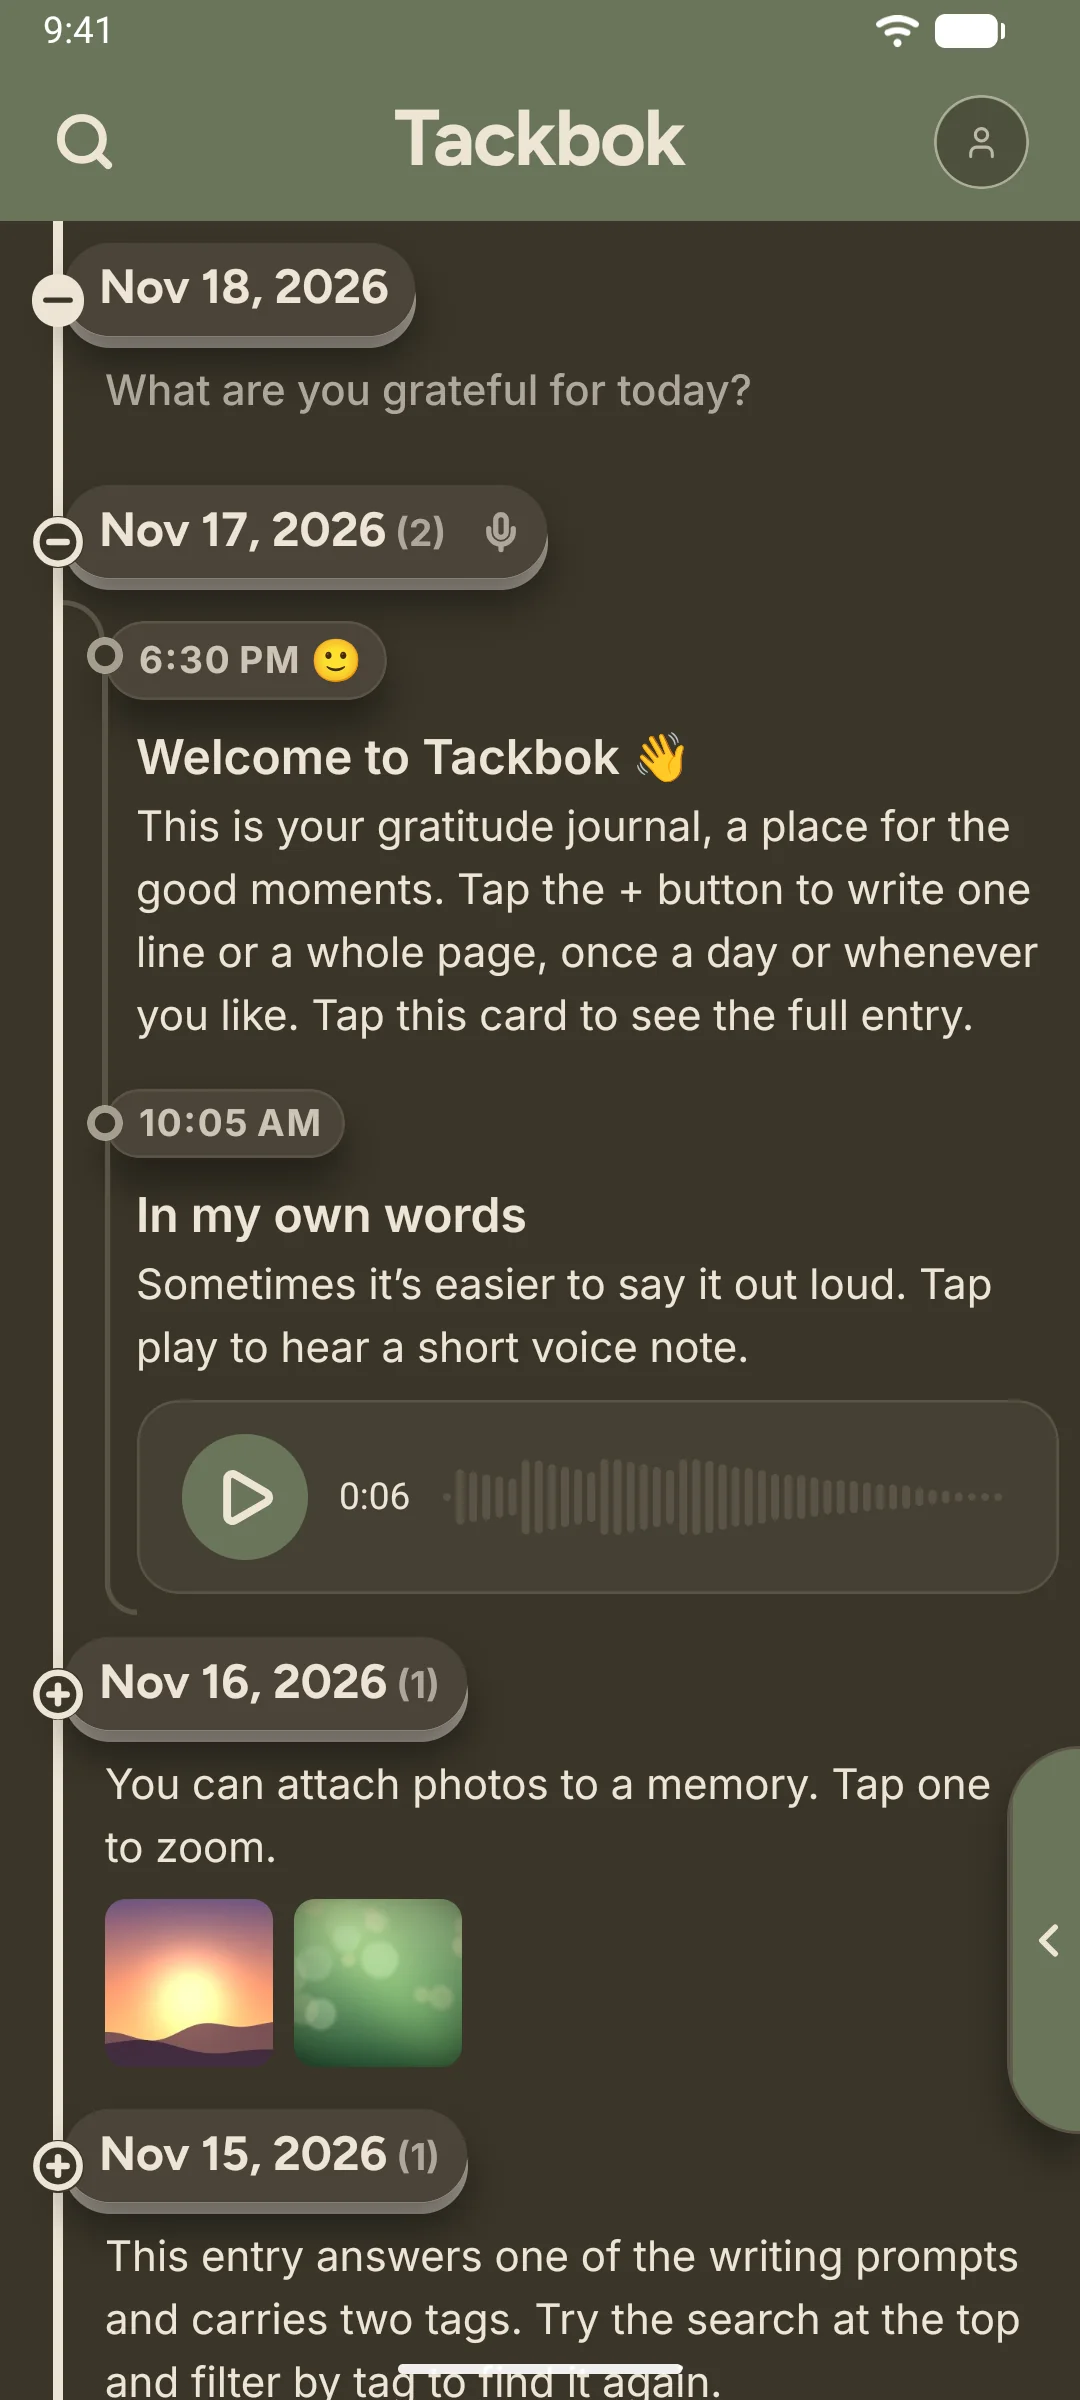 9:41
Tackbok
Nov 18, 2026
What are you grateful for today?
Nov 17, 2026 (2)
6:30 PM 🙂
Welcome to Tackbok 👋
This is your gratitude journal, a place for the
good moments. Tap the + button to write one
line or a whole page, once a day or whenever
you like. Tap this card to see the full entry.
10:05 AM
In my own words
Sometimes it’s easier to say it out loud. Tap
play to hear a short voice note.
0:06
Nov 16, 2026 (1)
You can attach photos to a memory. Tap one
to zoom.
Nov 15, 2026 (1)
This entry answers one of the writing prompts
and carries two tags. Try the search at the top
and filter by tag to find it again.